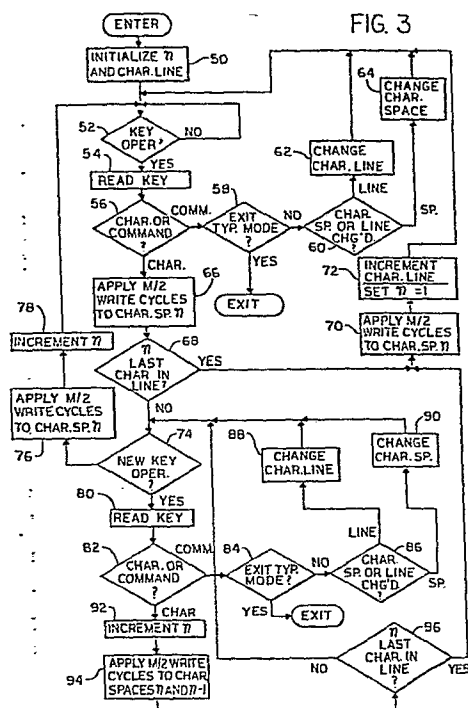 FIG. 3
ENTER
INITIALIZE η
AND CHAR. LINE
50
64
CHANGE
CHAR.
SPACE
52
KEY
OPER?
NO
YES
62
CHANGE
CHAR. LINE
54
READ KEY
LINE
SP.
56
CHAR. OR
COMMAND
?
COMM.
58
EXIT
TYP. MODE
?
NO
YES
EXIT
CHAR.
SP. OR LINE
CHG'D.
60
?
CHAR.
72
INCREMENT
CHAR. LINE
SET η =1
66
APPLY M/2
WRITE CYCLES
TO CHAR. SP. η
70
APPLY M/2
WRITE CYCLES
TO CHAR. SP. η
78
INCREMENT η
68
η
LAST
CHAR IN
LINE?
YES
NO
APPLY M/2
WRITE CYCLES
TO CHAR. SP. η
76
74
NEW KEY
OPER.
?
YES
88
CHANGE
CHAR. LINE
90
CHANGE
CHAR. SP.
80
READ KEY
LINE
SP.
82
CHAR. OR
COMMAND
?
COMM.
84
EXIT TYP.
MODE?
NO
YES
EXIT
86
CHAR.
SP. OR LINE
CHG'D.
?
CHAR
92
INCREMENT η
94
APPLY M/2 WRITE
CYCLES TO CHAR.
SPACES η AND η-1
96
η
LAST
CHAR. IN
LINE
?
NO
YES